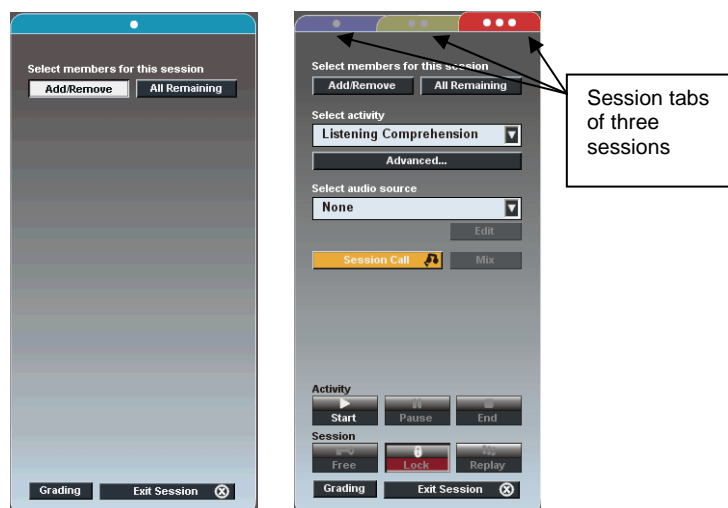 Select members for this session
Add/Remove All Remaining
Grading Exit Session
Select members for this session
Add/Remove All Remaining
Select activity
Listening Comprehension
Advanced...
Select audio source
None
Edit
Session Call Mix
Activity
Start Pause End
Session
Free Lock Replay
Grading Exit Session
Session tabs
of three
sessions